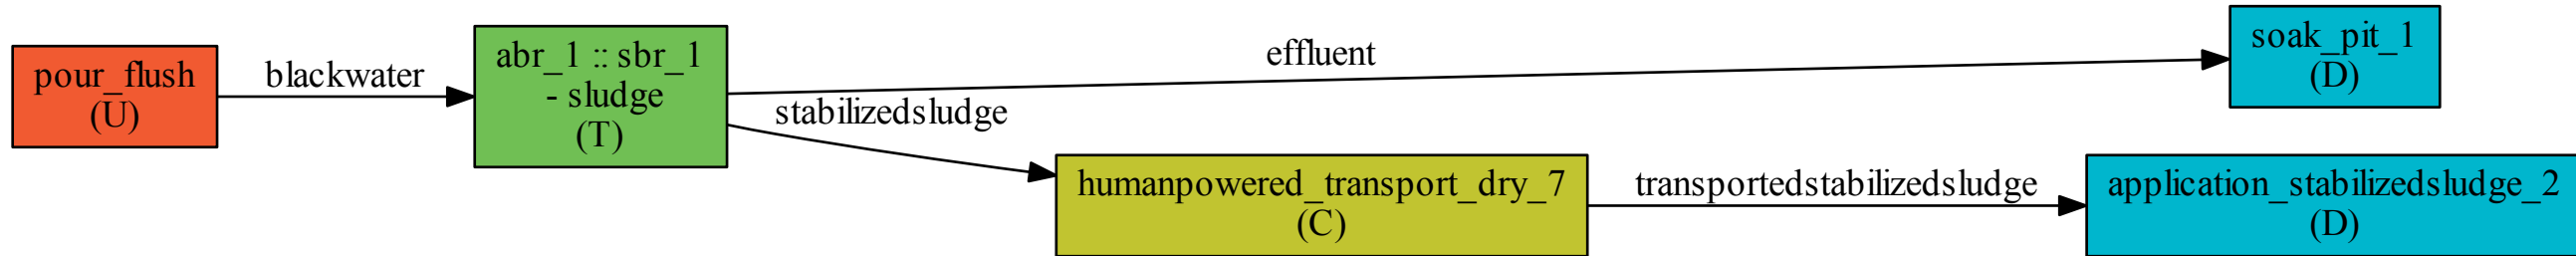 pour_flush
(U)
blackwater
abr_1 :: sbr_1
- sludge
(T)
effluent
stabilizedsludge
soak_pit_1
(D)
humanpowered_transport_dry_7
(C)
transportedstabilizedsludge
application_stabilizedsludge_2
(D)